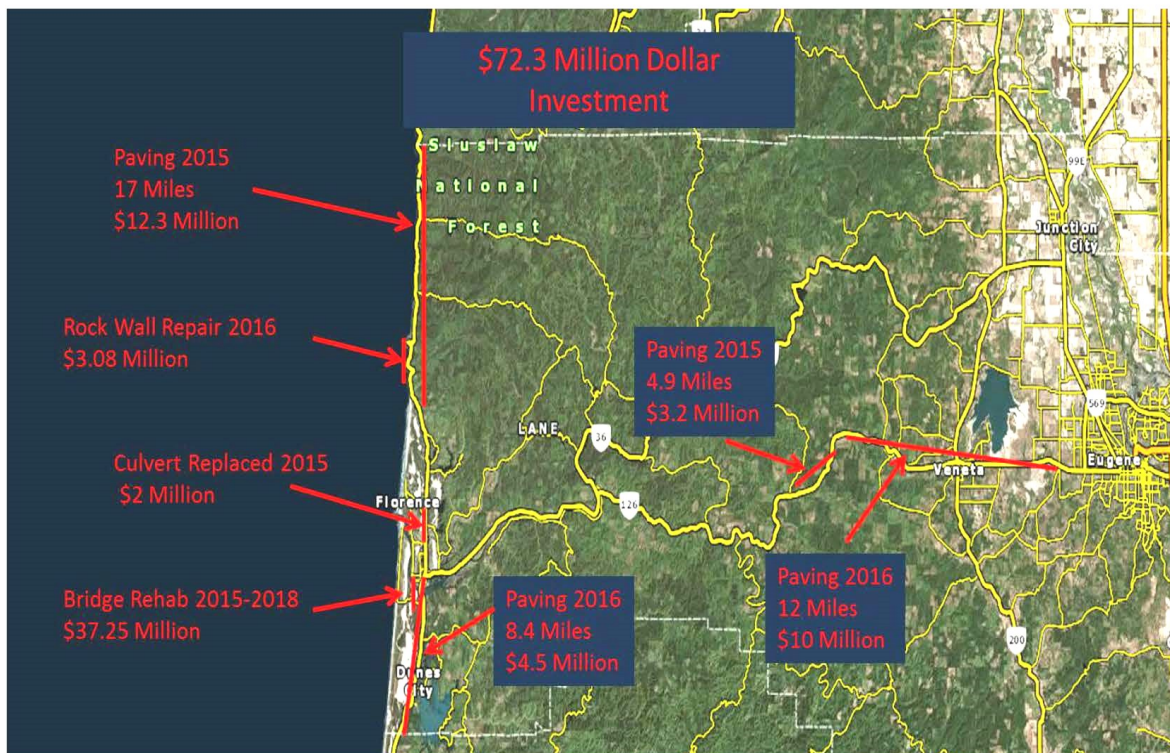 $72.3 Million Dollar
Investment
Paving 2015
17 Miles
$12.3 Million
Siuslaw
National
Forest
99E
Junction
City
Rock Wall Repair 2016
$3.08 Million
Paving 2015
4.9 Miles
$3.2 Million
569
LANE
36
Veneta
Eugene
Culvert Replaced 2015
$2 Million
Florence
126
Bridge Rehab 2015-2018
$37.25 Million
Paving 2016
8.4 Miles
$4.5 Million
Paving 2016
12 Miles
$10 Million
200
Dunes
City